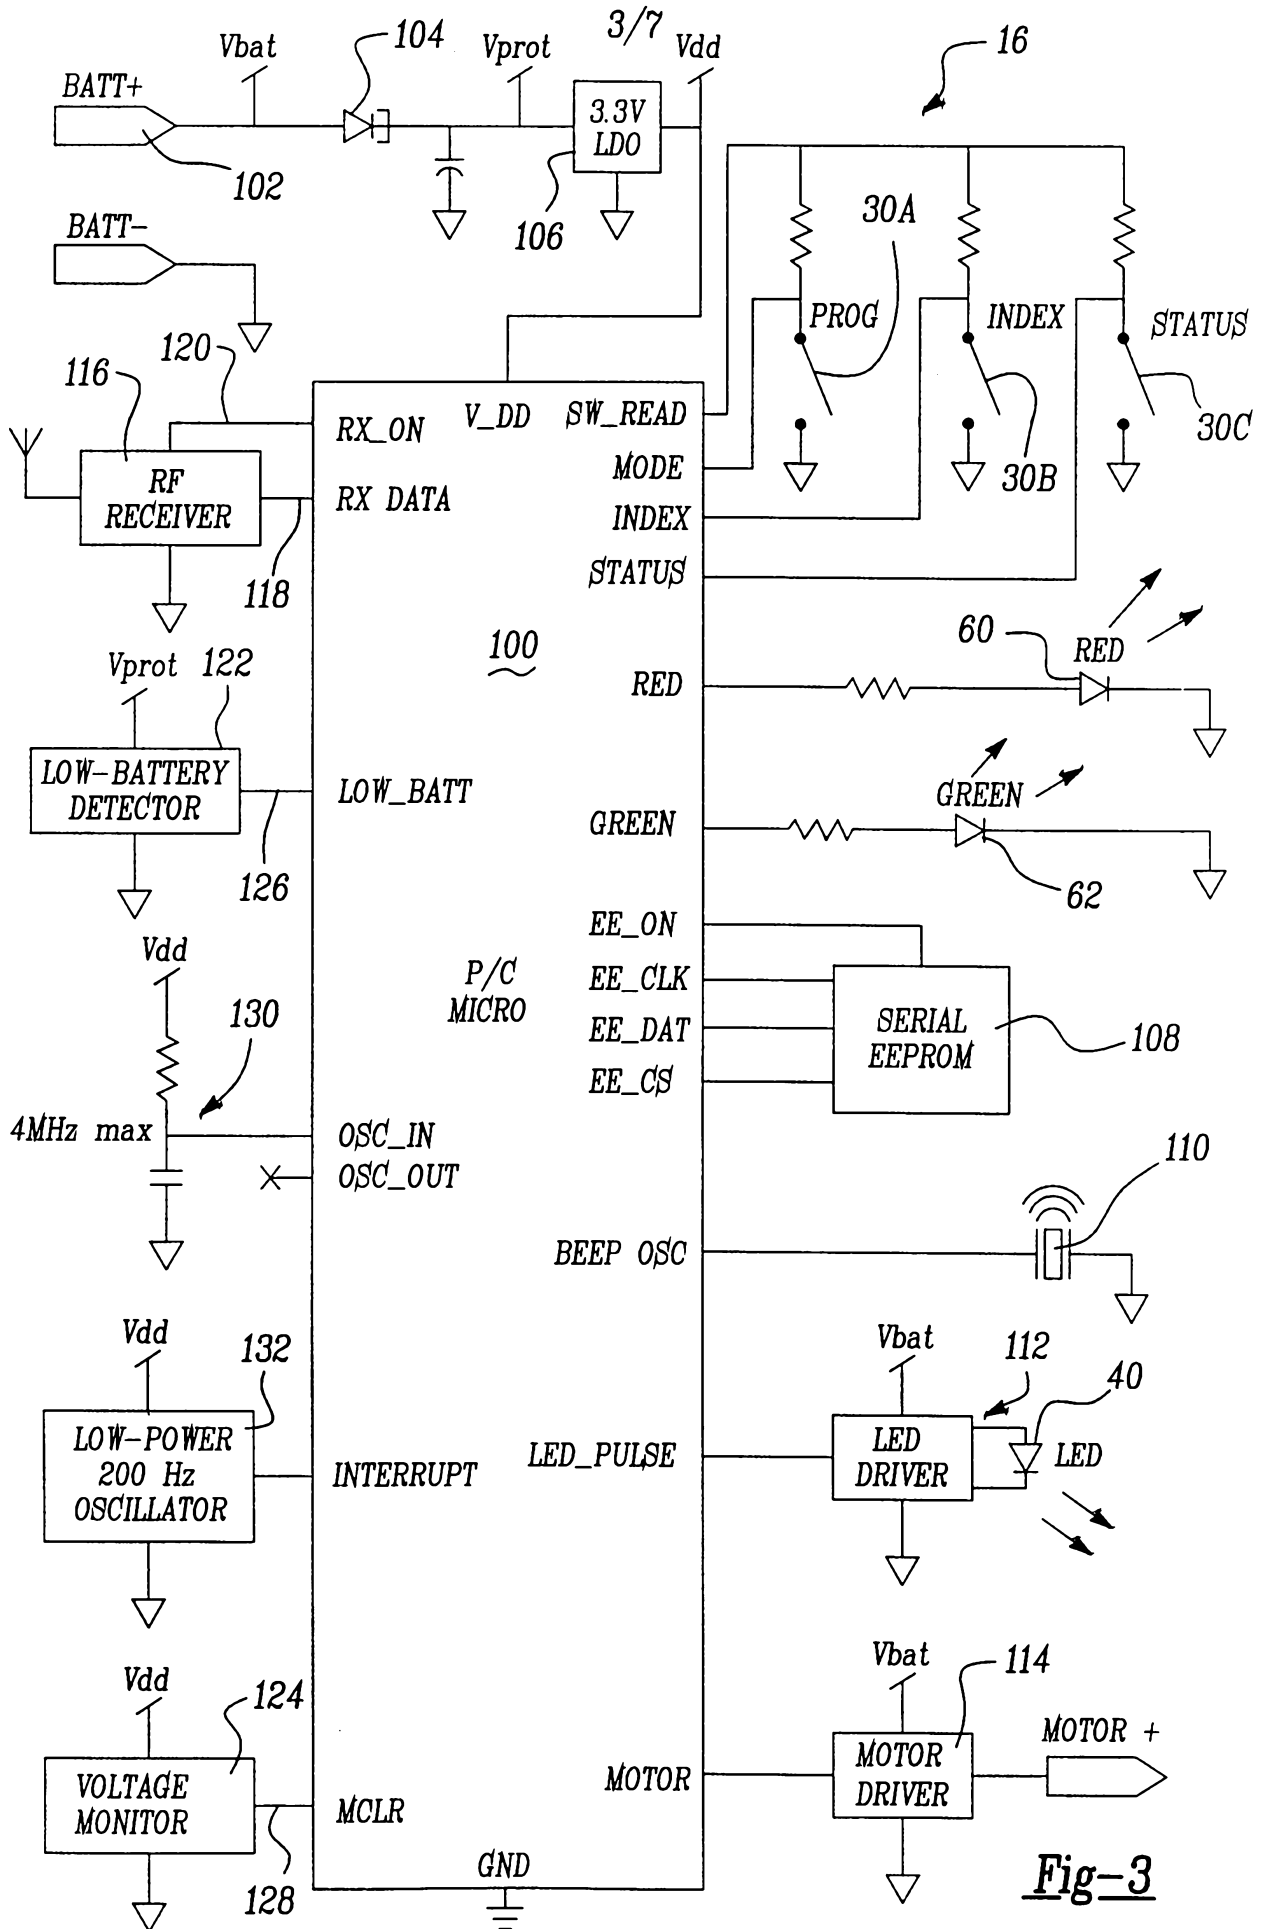 3/7
Vbat
104
Vprot
Vdd
16
BATT+
3.3V
LDO
102
106
30A
BATT-
PROG
INDEX
STATUS
120
116
V_DD
SW_READ
RX_ON
30C
MODE
30B
RF
RECEIVER
RX DATA
INDEX
118
STATUS
100
60
RED
Vprot
122
RED
LOW-BATTERY
DETECTOR
LOW_BATT
GREEN
GREEN
126
62
EE_ON
Vdd
P/C
MICRO
EE_CLK
130
SERIAL
EEPROM
EE_DAT
108
EE_CS
4MHz max
OSC_IN
OSC_OUT
110
BEEP OSC
Vdd
132
Vbat
112
40
LOW-POWER
200 Hz
OSCILLATOR
INTERRUPT
LED_PULSE
LED
DRIVER
LED
Vbat
114
Vdd
124
MOTOR +
VOLTAGE
MONITOR
MOTOR
MOTOR
DRIVER
MCLR
128
GND
Fig-3